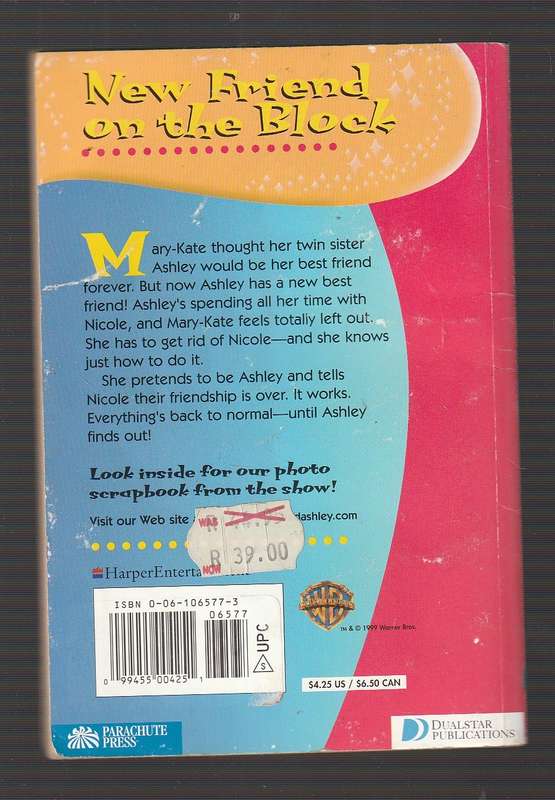 New Friend
on the Block
Mary-Kate thought her twin sister
Ashley would be her best friend
forever. But now Ashley has a new best
friend! Ashley's spending all her time with
Nicole, and Mary-Kate feels totally left out.
She has to get rid of Nicole—and she knows
just how to do it.
She pretends to be Ashley and tells
Nicole their friendship is over. It works.
Everything's back to normal—until Ashley
finds out!
Look inside for our photo
scrapbook from the show!
Visit our Web site dashley.com
WAS
R 39.00
NOW
HarperEnterta
ISBN 0-06-106577-3
06577
0 99455 00425 1
S UPC
WB
TM & © 1999 Warner Bros.
$4.25 US / $6.50 CAN
PARACHUTE
PRESS
D DUALSTAR
PUBLICATIONS